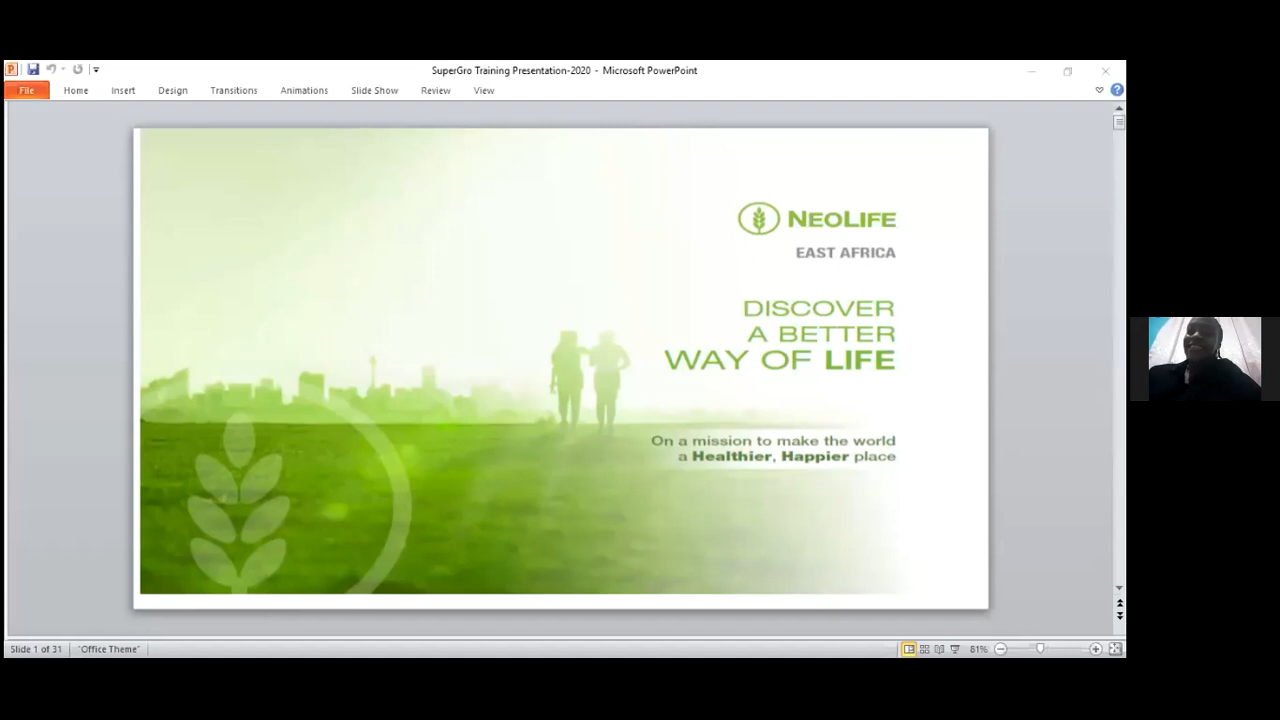 SuperGro Training Presentation-2020 - Microsoft PowerPoint
File Home Insert Design Transitions Animations Slide Show Review View
NEOLIFE
EAST AFRICA
DISCOVER
A BETTER
WAY OF LIFE
On a mission to make the world
a Healthier, Happier place
Slide 1 of 31 "Office Theme" 81%